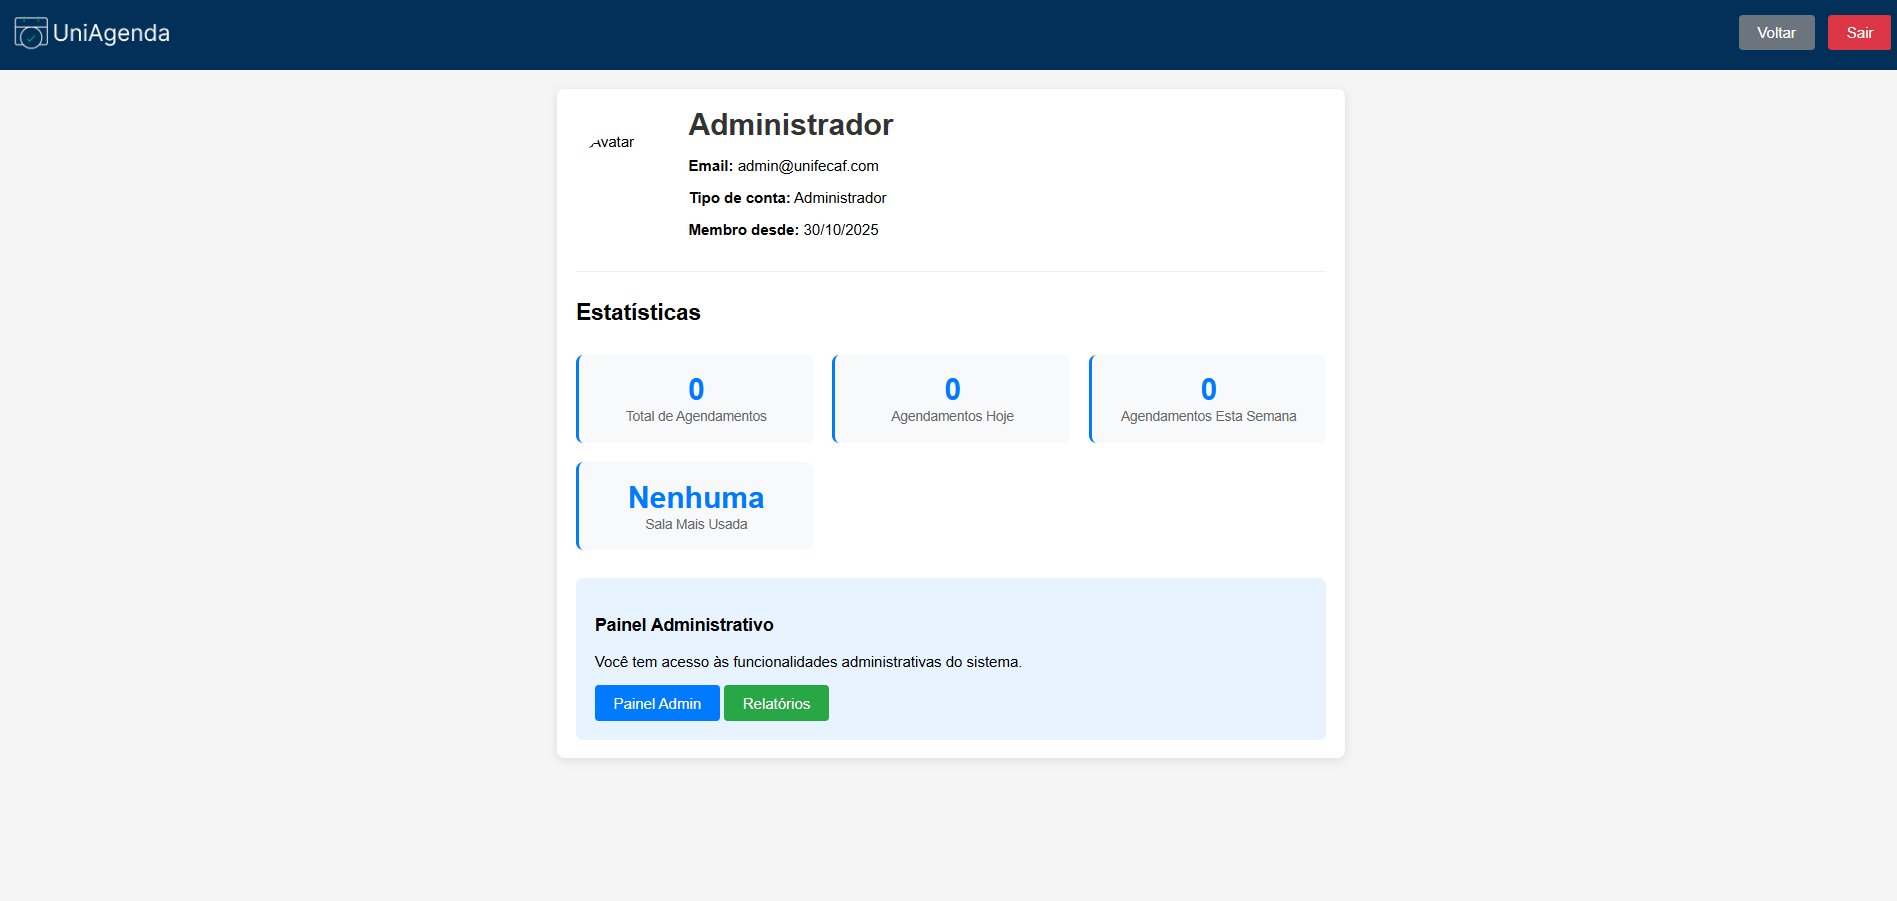 UniAgenda
Voltar
Sair
Avatar
Administrador
Email: admin@unifecaf.com
Tipo de conta: Administrador
Membro desde: 30/10/2025
Estatísticas
0
Total de Agendamentos
0
Agendamentos Hoje
0
Agendamentos Esta Semana
Nenhuma
Sala Mais Usada
Painel Administrativo
Você tem acesso às funcionalidades administrativas do sistema.
Painel Admin
Relatórios